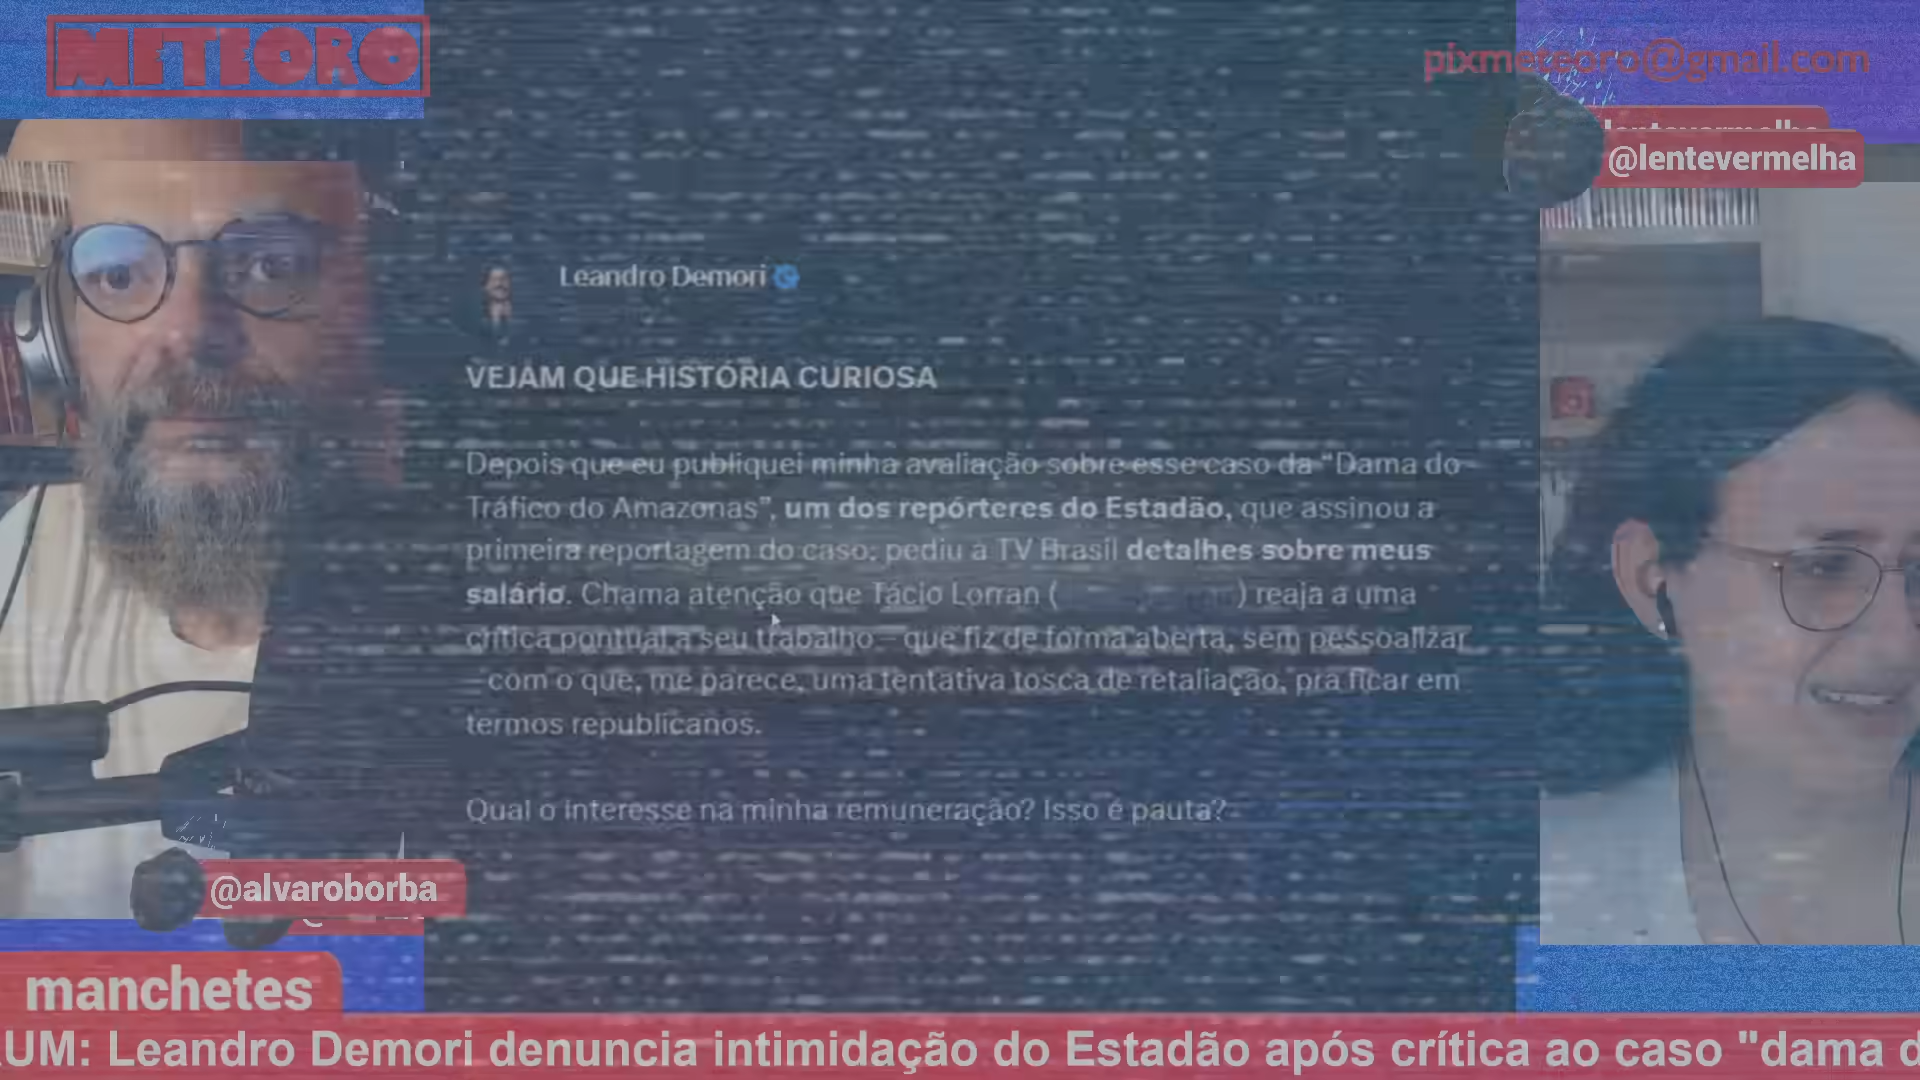 METEORO
pixmeteoro@gmail.com
lentevermelha
@lentevermelha
Leandro Demori
VEJAM QUE HISTÓRIA CURIOSA
Depois que eu publiquei minha avaliação sobre esse caso da “Dama do
Tráfico do Amazonas”, um dos repórteres do Estadão, que assinou a
primeira reportagem do caso, pediu à TV Brasil detalhes sobre meus
salário. Chama atenção que Tácio Lorran ( ) reaja a uma
crítica pontual a seu trabalho – que fiz de forma aberta, sem pessoalizar
– com o que, me parece, uma tentativa tosca de retaliação, pra ficar em
termos republicanos.
Qual o interesse na minha remuneração? Isso é pauta?
@alvaroborba
manchetes
UM: Leandro Demori denuncia intimidação do Estadão após crítica ao caso "dama d